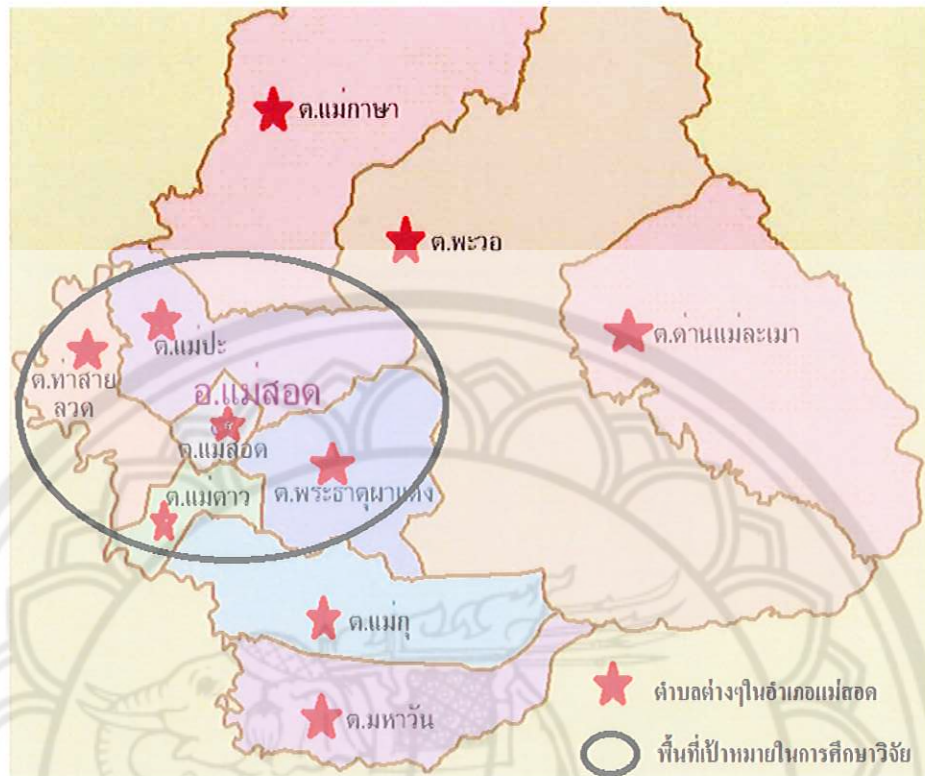 ต.แม่กาษา
ต.พะวอ
ต.แม่ปะ
ต.ด่านแม่ละเมา
ต.ท่าสาย
ลวด
อ.แม่สอด
ต.แม่สอด
ต.แม่ตาว
ต.พระธาตุผาแดง
ต.แม่กุ
ต.มหาวัน
ตำบลต่างๆในอำเภอแม่สอด
พื้นที่เป้าหมายในการศึกษาวิจัย